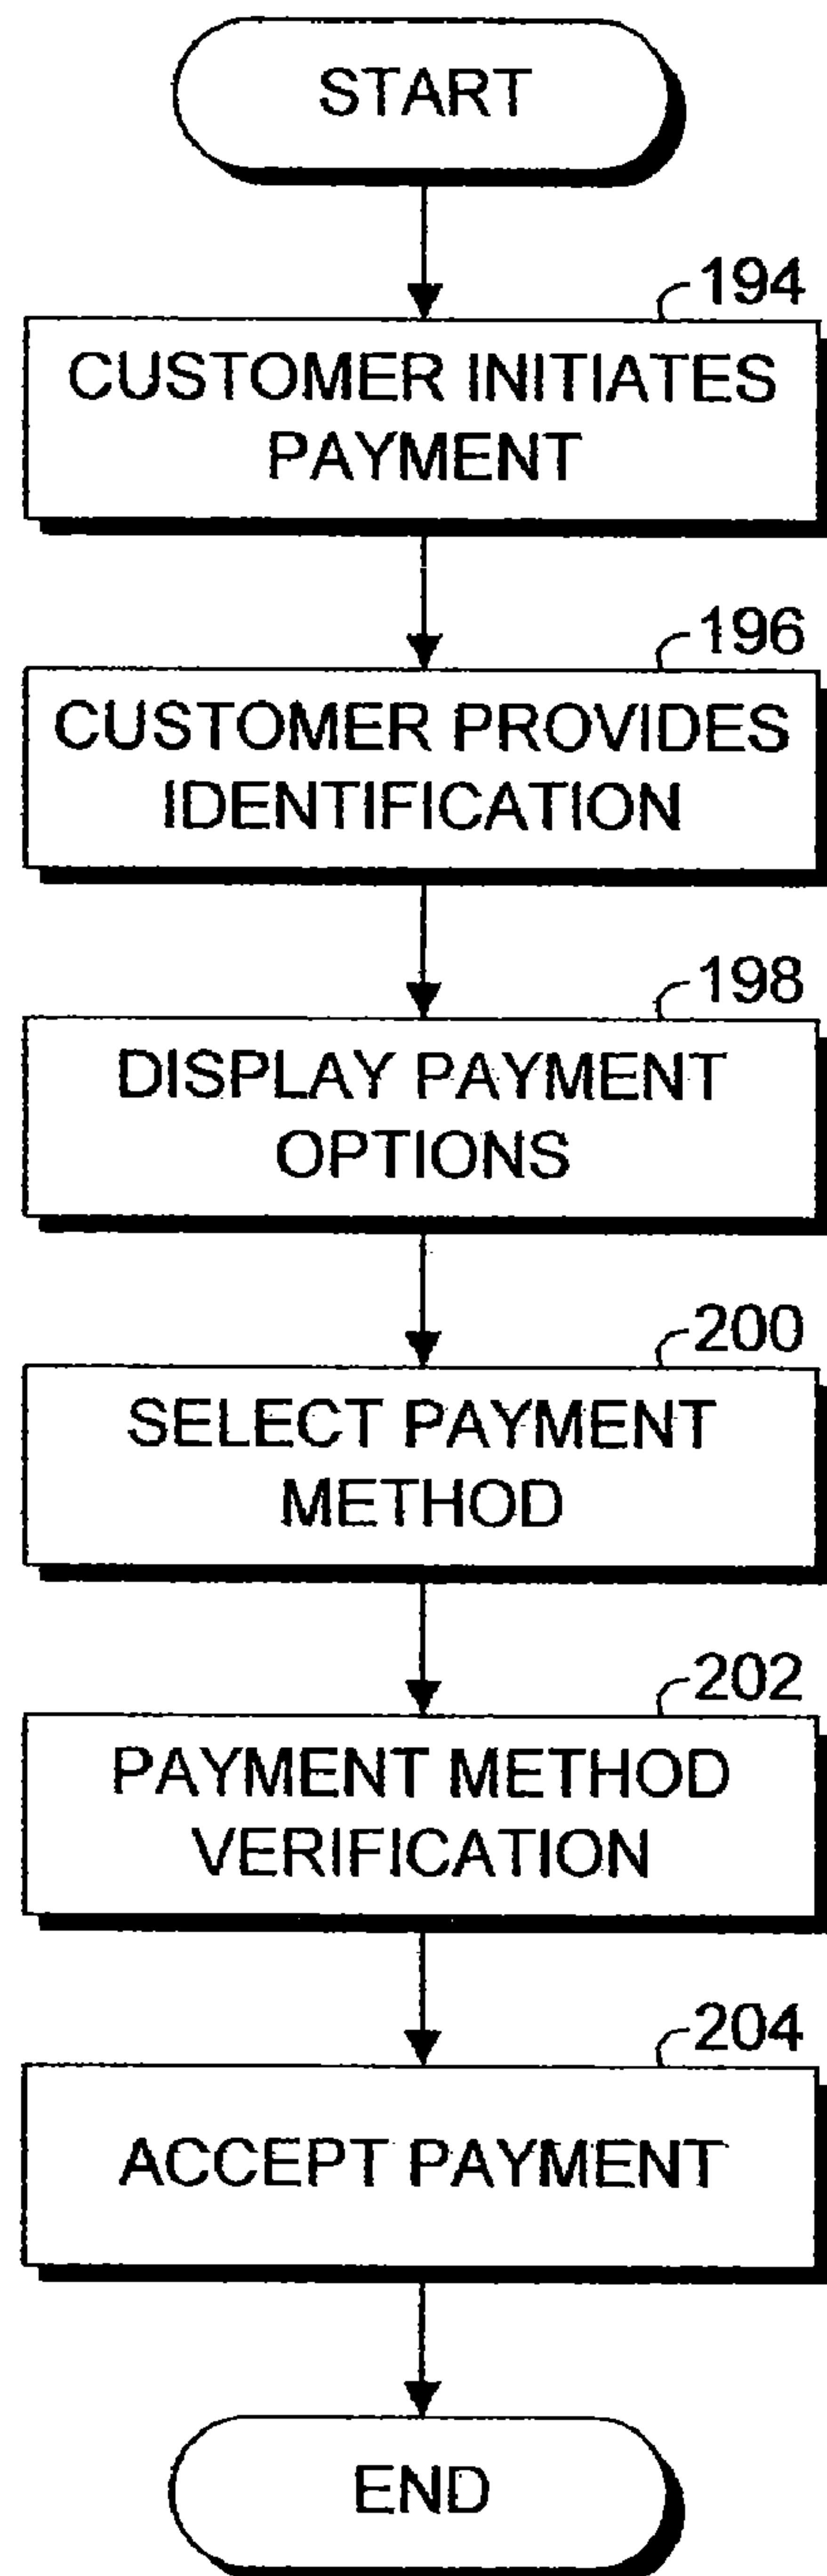 START
194
CUSTOMER INITIATES
PAYMENT
196
CUSTOMER PROVIDES
IDENTIFICATION
198
DISPLAY PAYMENT
OPTIONS
200
SELECT PAYMENT
METHOD
202
PAYMENT METHOD
VERIFICATION
204
ACCEPT PAYMENT
END